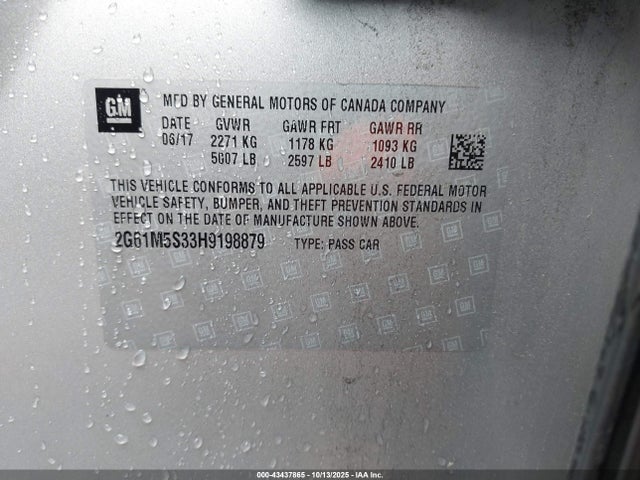 GM
MFD BY GENERAL MOTORS OF CANADA COMPANY
DATE GVWR GAWR FRT GAWR RR
06/17 2271 KG 1178 KG 1093 KG
5007 LB 2597 LB 2410 LB
THIS VEHICLE CONFORMS TO ALL APPLICABLE U.S. FEDERAL MOTOR
VEHICLE SAFETY, BUMPER, AND THEFT PREVENTION STANDARDS IN
EFFECT ON THE DATE OF MANUFACTURE SHOWN ABOVE.
2G61M5S33H9198879 TYPE: PASS CAR
000-43437865 - 10/13/2025 - IAA Inc.